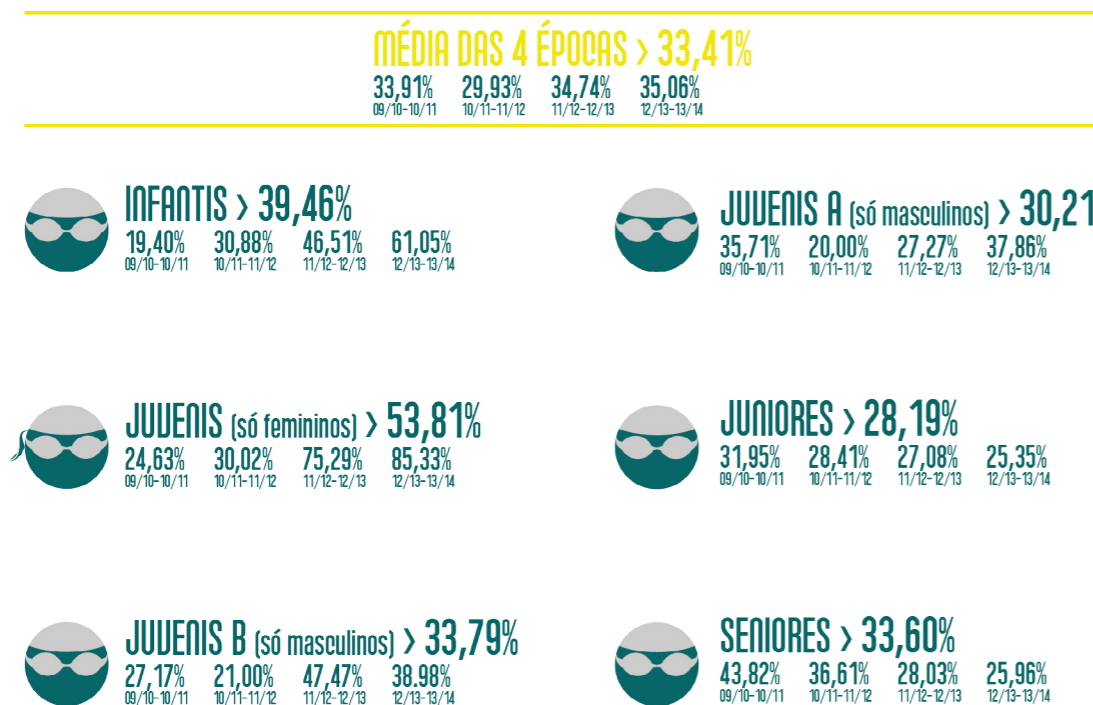 MÉDIA DAS 4 ÉPOCAS > 33,41%
33,91% 29,93% 34,74% 35,06%
09/10-10/11 10/11-11/12 11/12-12/13 12/13-13/14
INFANTIS > 39,46%
19,40% 30,88% 46,51% 61,05%
09/10-10/11 10/11-11/12 11/12-12/13 12/13-13/14
JUVENIS A (só masculinos) > 30,21
35,71% 20,00% 27,27% 37,86%
09/10-10/11 10/11-11/12 11/12-12/13 12/13-13/14
JUVENIS (só femininos) > 53,81%
24,63% 30,02% 75,29% 85,33%
09/10-10/11 10/11-11/12 11/12-12/13 12/13-13/14
JUNIORES > 28,19%
31,95% 28,41% 27,08% 25,35%
09/10-10/11 10/11-11/12 11/12-12/13 12/13-13/14
JUVENIS B (só masculinos) > 33,79%
27,17% 21,00% 47,47% 38.98%
09/10-10/11 10/11-11/12 11/12-12/13 12/13-13/14
SENIORES > 33,60%
43,82% 36,61% 28,03% 25,96%
09/10-10/11 10/11-11/12 11/12-12/13 12/13-13/14